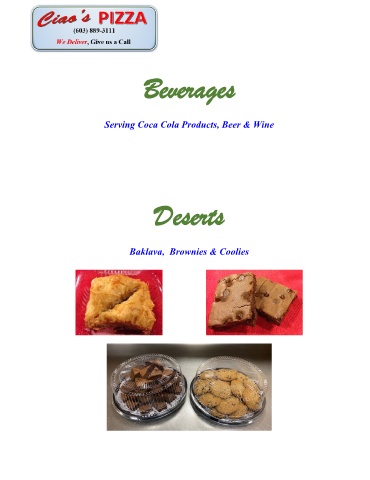 Ciao's PIZZA
(603) 889-3111
We Deliver, Give us a Call
Beverages
Serving Coca Cola Products, Beer & Wine
Deserts
Baklava, Brownies & Coolies